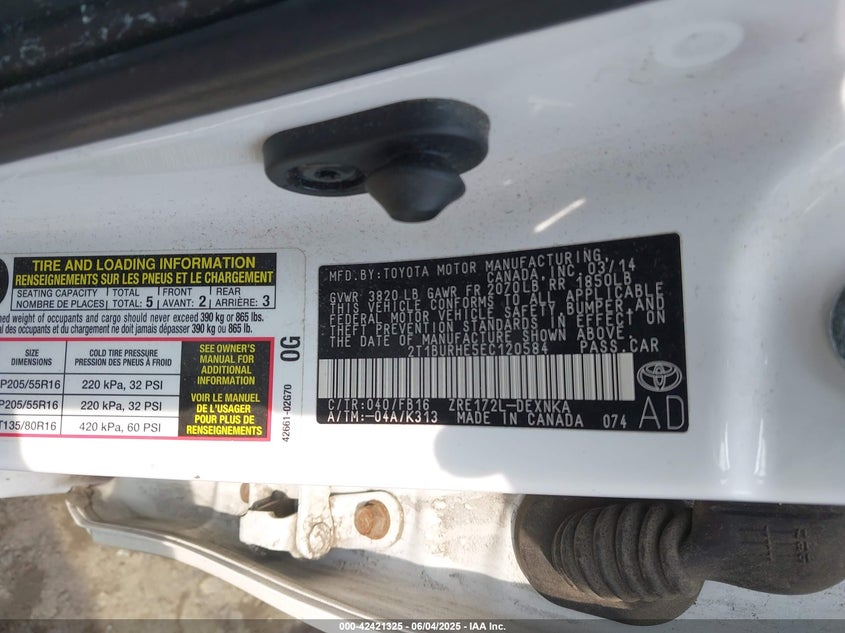 TIRE AND LOADING INFORMATION
RENSEIGNEMENTS SUR LES PNEUS ET LE CHARGEMENT
SEATING CAPACITY TOTAL: 5 FRONT 2 REAR 3
NOMBRE DE PLACES TOTAL: AVANT: ARRIÈRE:
ned weight of occupants and cargo should never exceed 390 kg or 865 lbs.
al des occupants et du chargement ne doit jamais dépasser 390 kg ou 865 lb.
SIZE COLD TIRE PRESSURE
DIMENSIONS PRESSION DES PNEUS À FROID
P205/55R16 220 kPa, 32 PSI
P205/55R16 220 kPa, 32 PSI
T135/80R16 420 kPa, 60 PSI
SEE OWNER'S
MANUAL FOR
ADDITIONAL
INFORMATION
VOIR LE MANUEL
DE L'USAGER
POUR PLUS DE
RENSEIGNEMENTS
0G
42661-02G70
MFD.BY:TOYOTA MOTOR MANUFACTURING,
CANADA,INC. 03/14
GVWR 3820 LB GAWR FR 2020LB RR 1850LB
THIS VEHICLE CONFORMS TO ALL APPLICABLE
FEDERAL MOTOR VEHICLE SAFETY, BUMPER, AND
THEFT PREVENTION STANDARDS IN EFFECT ON
THE DATE OF MANUFACTURE SHOWN ABOVE.
2T1BURHE5EC120584 PASS.CAR
C/TR:040/FB16 ZRE172L-DEXNKA
A/TM:-04A/K313 MADE IN CANADA 074
TOYOTA
AD
000-42421325 - 06/04/2025 - IAA Inc.